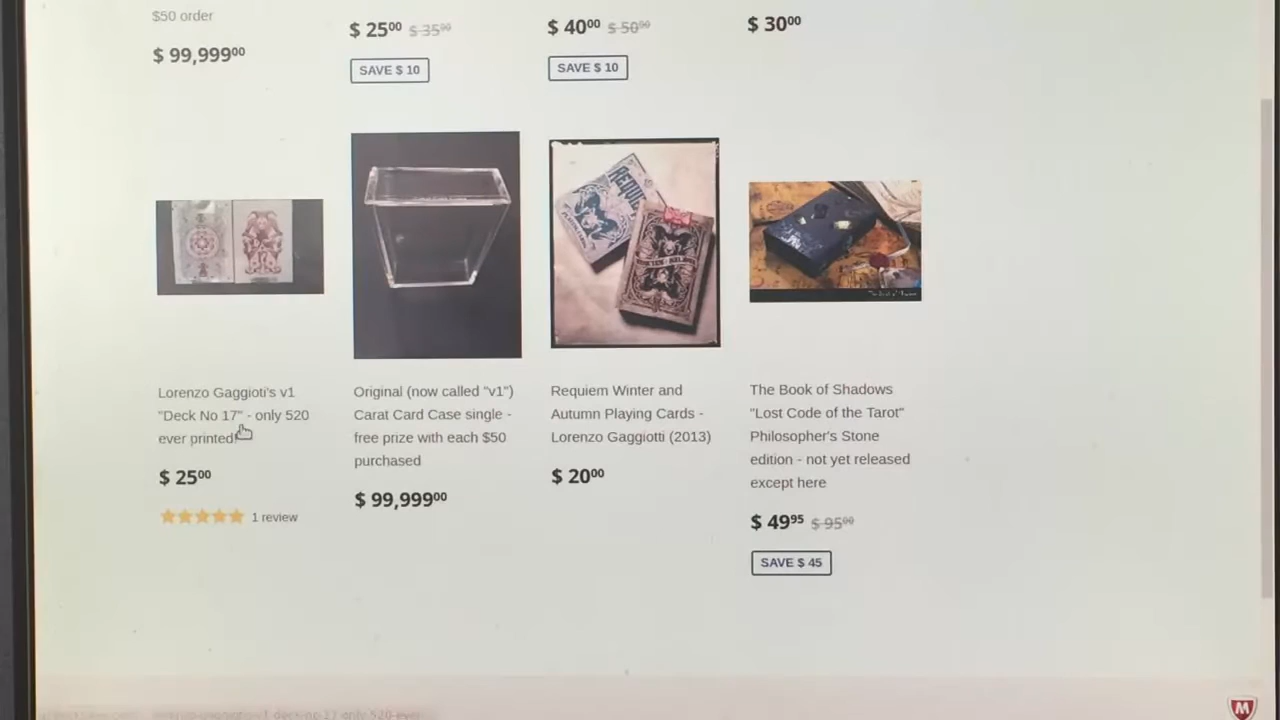 $50 order
$ 99,999⁰⁰
$ 25⁰⁰ $ 35⁰⁰
SAVE $ 10
$ 40⁰⁰ $ 50⁰⁰
SAVE $ 10
$ 30⁰⁰
Lorenzo Gaggioti's v1
"Deck No 17" - only 520
ever printed!
$ 25⁰⁰
1 review
Original (now called "v1")
Carat Card Case single -
free prize with each $50
purchased
$ 99,999⁰⁰
REQUIEM
Requiem Winter and
Autumn Playing Cards -
Lorenzo Gaggiotti (2013)
$ 20⁰⁰
The Book of Shadows
"Lost Code of the Tarot"
Philosopher's Stone
edition - not yet released
except here
$ 49⁹⁵ $ 95⁰⁰
SAVE $ 45